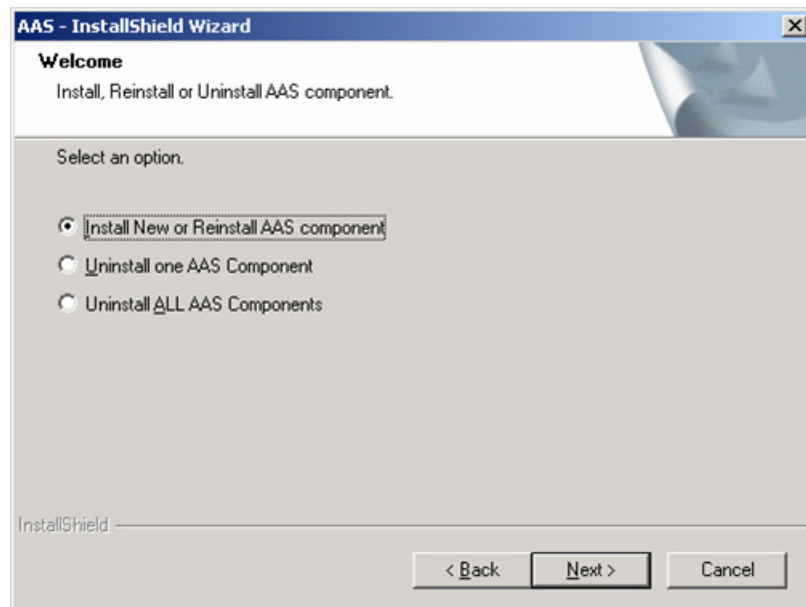 AAS - InstallShield Wizard
Welcome
Install, Reinstall or Uninstall AAS component.
Select an option.
Install New or Reinstall AAS component
Uninstall one AAS Component
Uninstall ALL AAS Components
InstallShield
< Back Next > Cancel